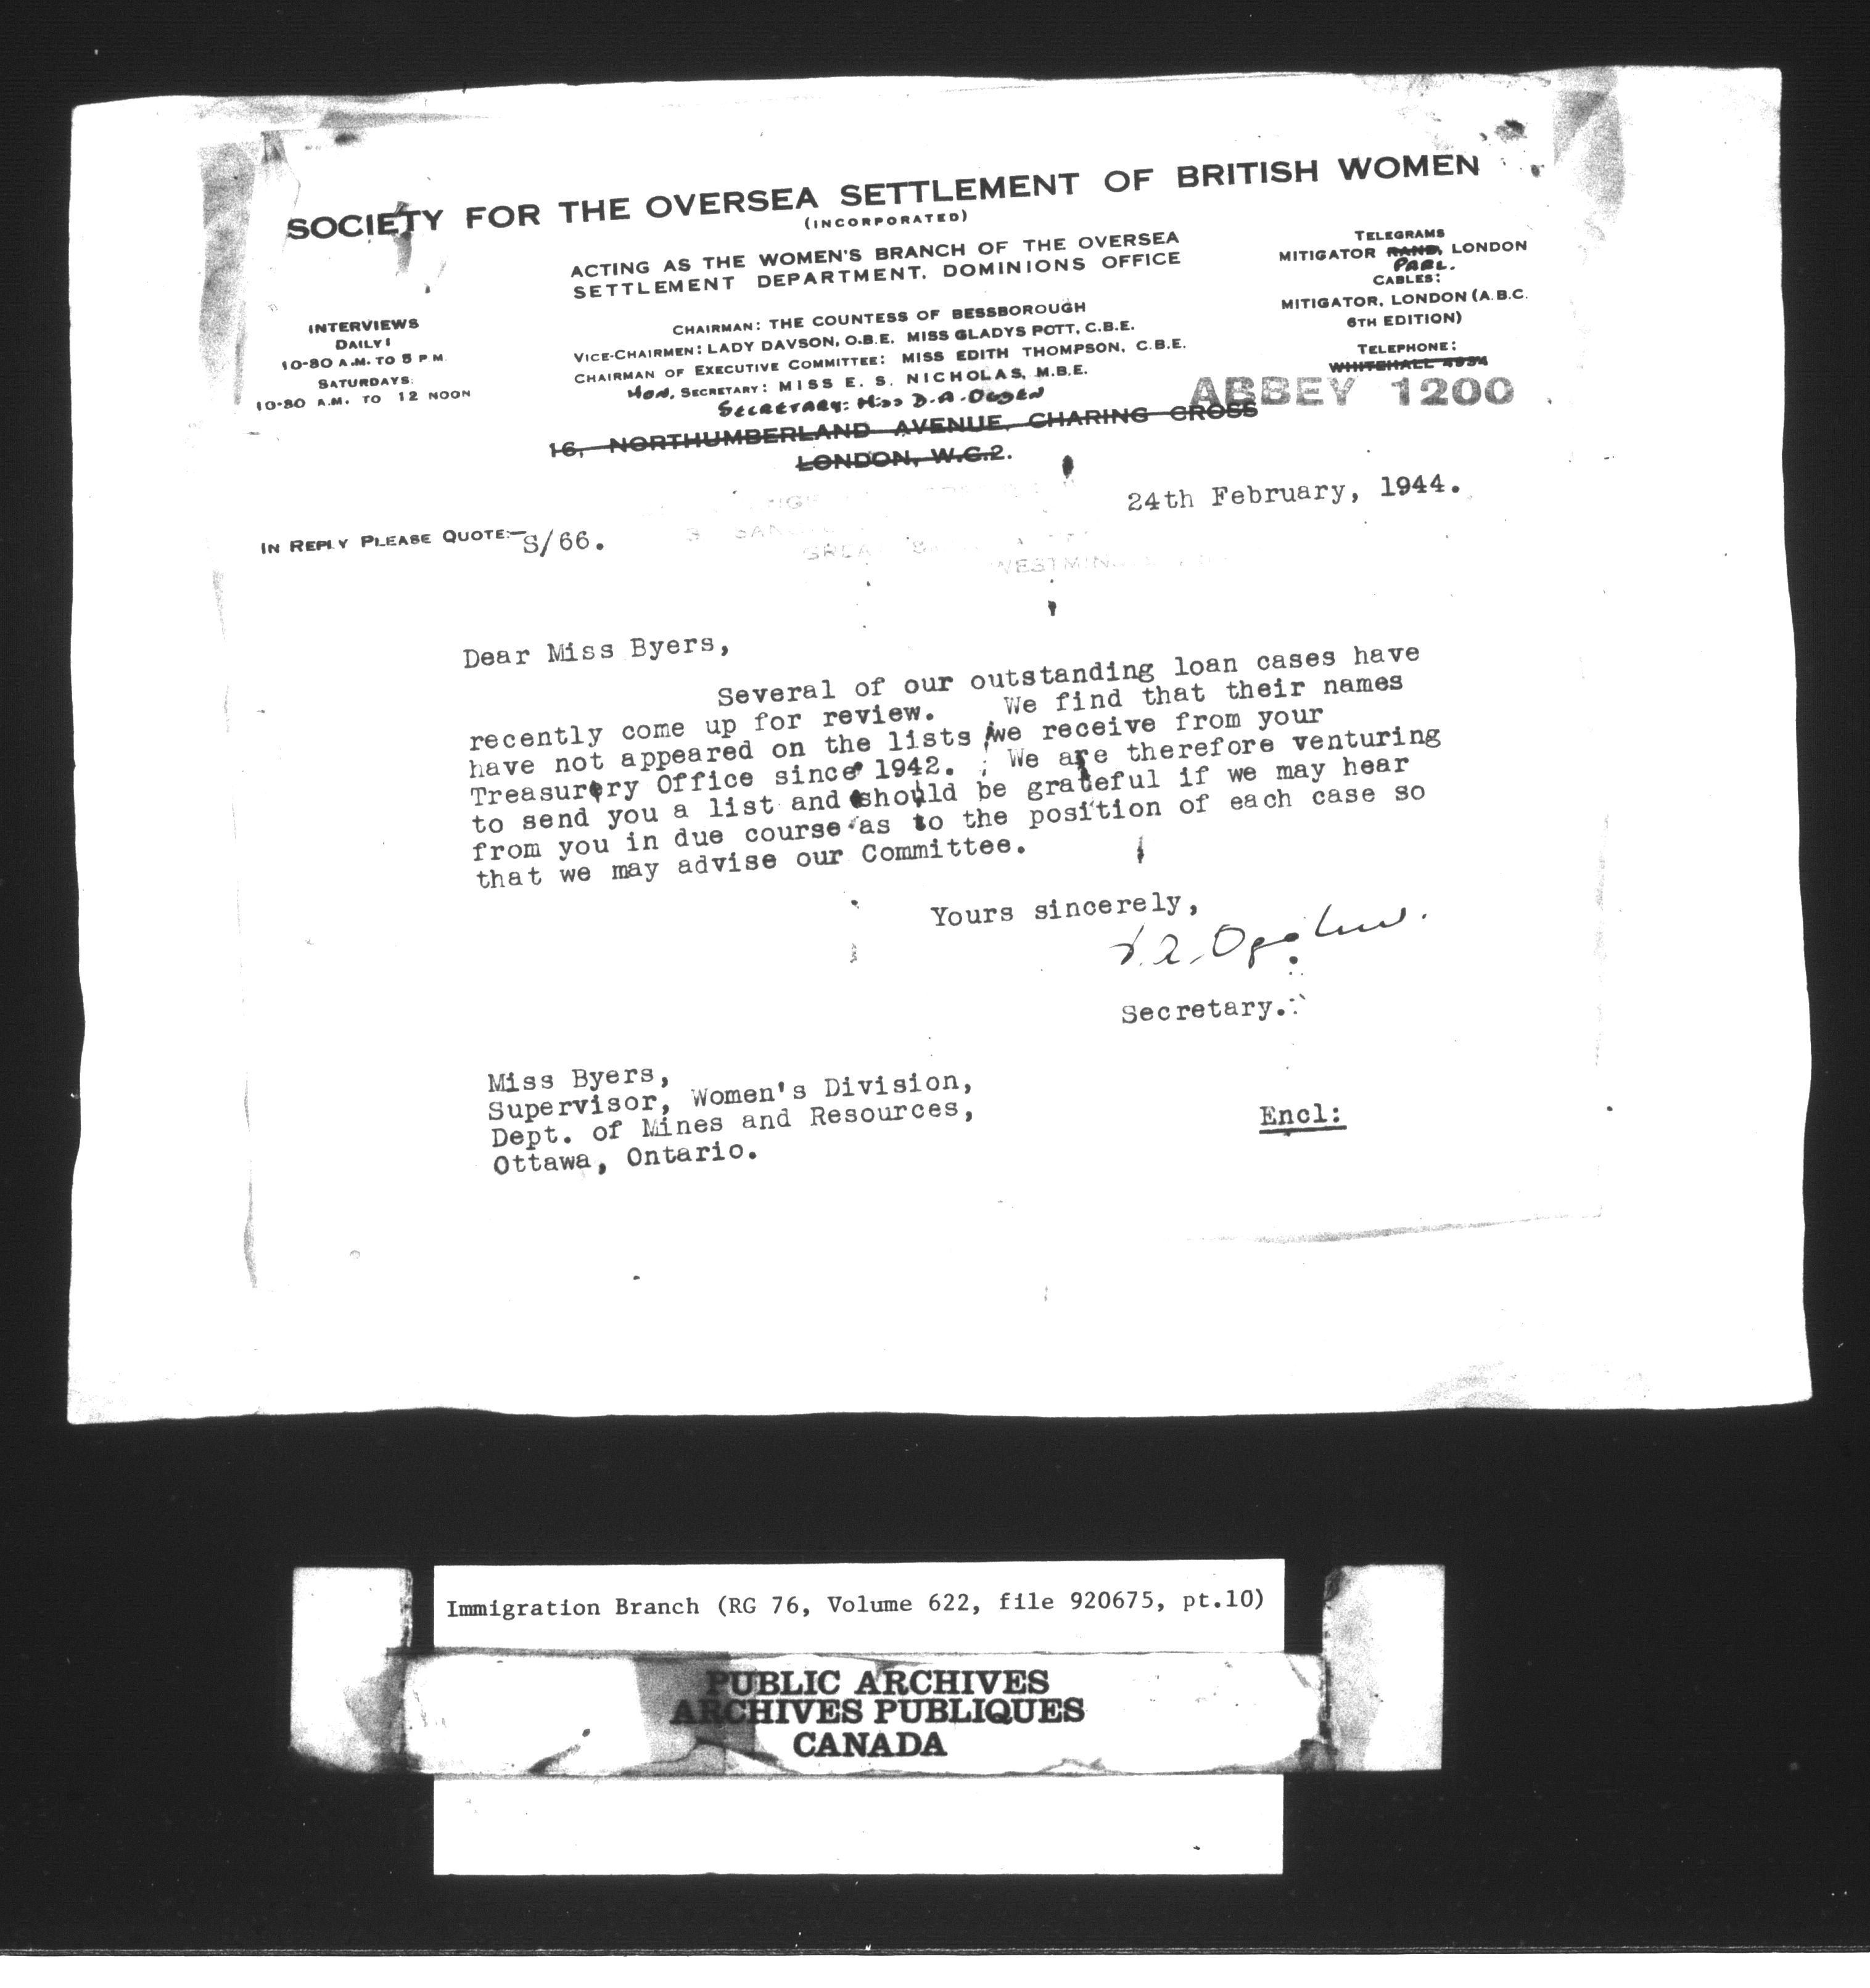 SOCIETY FOR THE OVERSEA SETTLEMENT OF BRITISH WOMEN
(INCORPORATED)
ACTING AS THE WOMEN'S BRANCH OF THE OVERSEA
SETTLEMENT DEPARTMENT, DOMINIONS OFFICE
TELEGRAMS
MITIGATOR RAND, LONDON
PARL.
CABLES:
MITIGATOR, LONDON (A.B.C.
6TH EDITION)
TELEPHONE:
WHITEHALL 4934
ABBEY 1200
INTERVIEWS
DAILY:
10-30 A.M. TO 5 P.M.
SATURDAYS:
10-30 A.M. TO 12 NOON
CHAIRMAN: THE COUNTESS OF BESSBOROUGH
VICE-CHAIRMEN: LADY DAVSON, O.B.E. MISS GLADYS POTT, C.B.E.
CHAIRMAN OF EXECUTIVE COMMITTEE: MISS EDITH THOMPSON, C.B.E.
HON. SECRETARY: MISS E. S. NICHOLAS, M.B.E.
SECRETARY: Miss D.A.
16, NORTHUMBERLAND AVENUE, CHARING CROSS
LONDON, W.C.2.
24th February, 1944.
IN REPLY PLEASE QUOTE:- S/66.
Dear Miss Byers,
Several of our outstanding loan cases have
recently come up for review. We find that their names
have not appeared on the lists we receive from your
Treasurery Office since 1942. We are therefore venturing
to send you a list and should be grateful if we may hear
from you in due course as to the position of each case so
that we may advise our Committee.
Yours sincerely,
Secretary.
Miss Byers,
Supervisor, Women's Division,
Dept. of Mines and Resources,
Ottawa, Ontario.
Encl:
Immigration Branch (RG 76, Volume 622, file 920675, pt.10)
PUBLIC ARCHIVES
ARCHIVES PUBLIQUES
CANADA